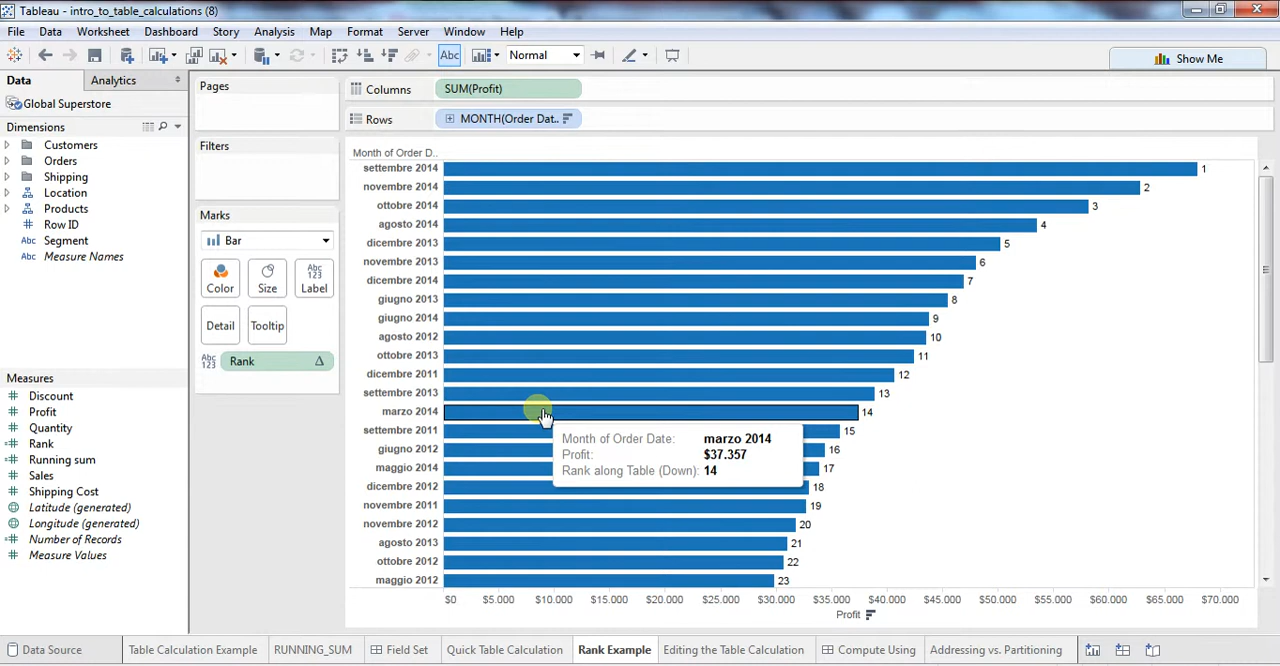 Tableau - intro_to_table_calculations (8)
File Data Worksheet Dashboard Story Analysis Map Format Server Window Help
Abc Normal Show Me
Data Analytics
Global Superstore
Dimensions
Customers
Orders
Shipping
Location
Products
# Row ID
Abc Segment
Abc Measure Names
Measures
# Discount
# Profit
# Quantity
Rank
Running sum
# Sales
# Shipping Cost
Latitude (generated)
Longitude (generated)
Number of Records
# Measure Values
Pages
Filters
Marks
Bar
Color Size Abc 123 Label
Detail Tooltip
Abc 123 Rank
Columns SUM(Profit)
Rows MONTH(Order Dat..
Month of Order D..
settembre 2014 1
novembre 2014 2
ottobre 2014 3
agosto 2014 4
dicembre 2013 5
novembre 2013 6
dicembre 2014 7
giugno 2013 8
giugno 2014 9
agosto 2012 10
ottobre 2013 11
dicembre 2011 12
settembre 2013 13
marzo 2014 14
settembre 2011 15
giugno 2012 16
maggio 2014 17
dicembre 2012 18
novembre 2011 19
novembre 2012 20
agosto 2013 21
ottobre 2012 22
maggio 2012 23
Month of Order Date: marzo 2014
Profit: $37.357
Rank along Table (Down): 14
$0 $5.000 $10.000 $15.000 $20.000 $25.000 $30.000 $35.000 $40.000 $45.000 $50.000 $55.000 $60.000 $65.000 $70.000
Profit
Data Source Table Calculation Example RUNNING_SUM Field Set Quick Table Calculation Rank Example Editing the Table Calculation Compute Using Addressing vs. Partitioning